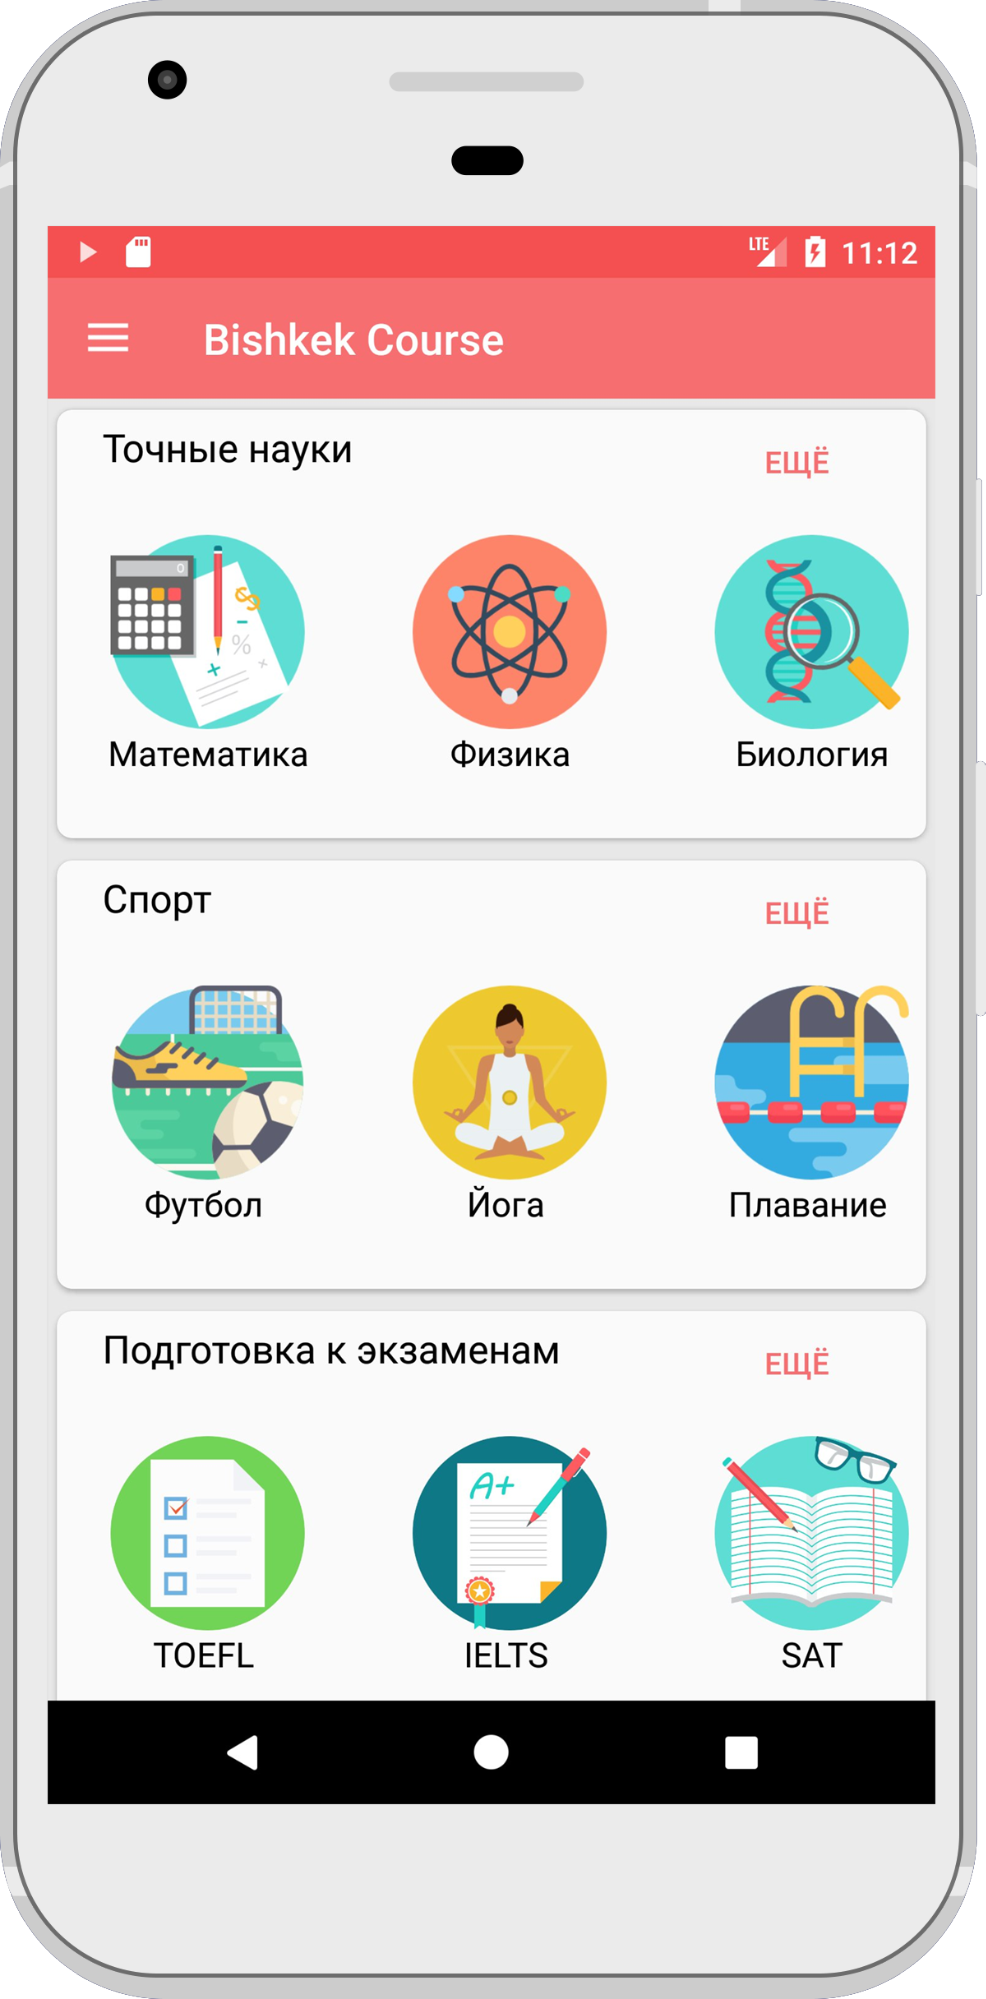 LTE 11:12
Bishkek Course
Точные науки ЕЩЁ
0
%
Математика Физика Биология
Спорт ЕЩЁ
Футбол Йога Плавание
Подготовка к экзаменам ЕЩЁ
A+
TOEFL IELTS SAT